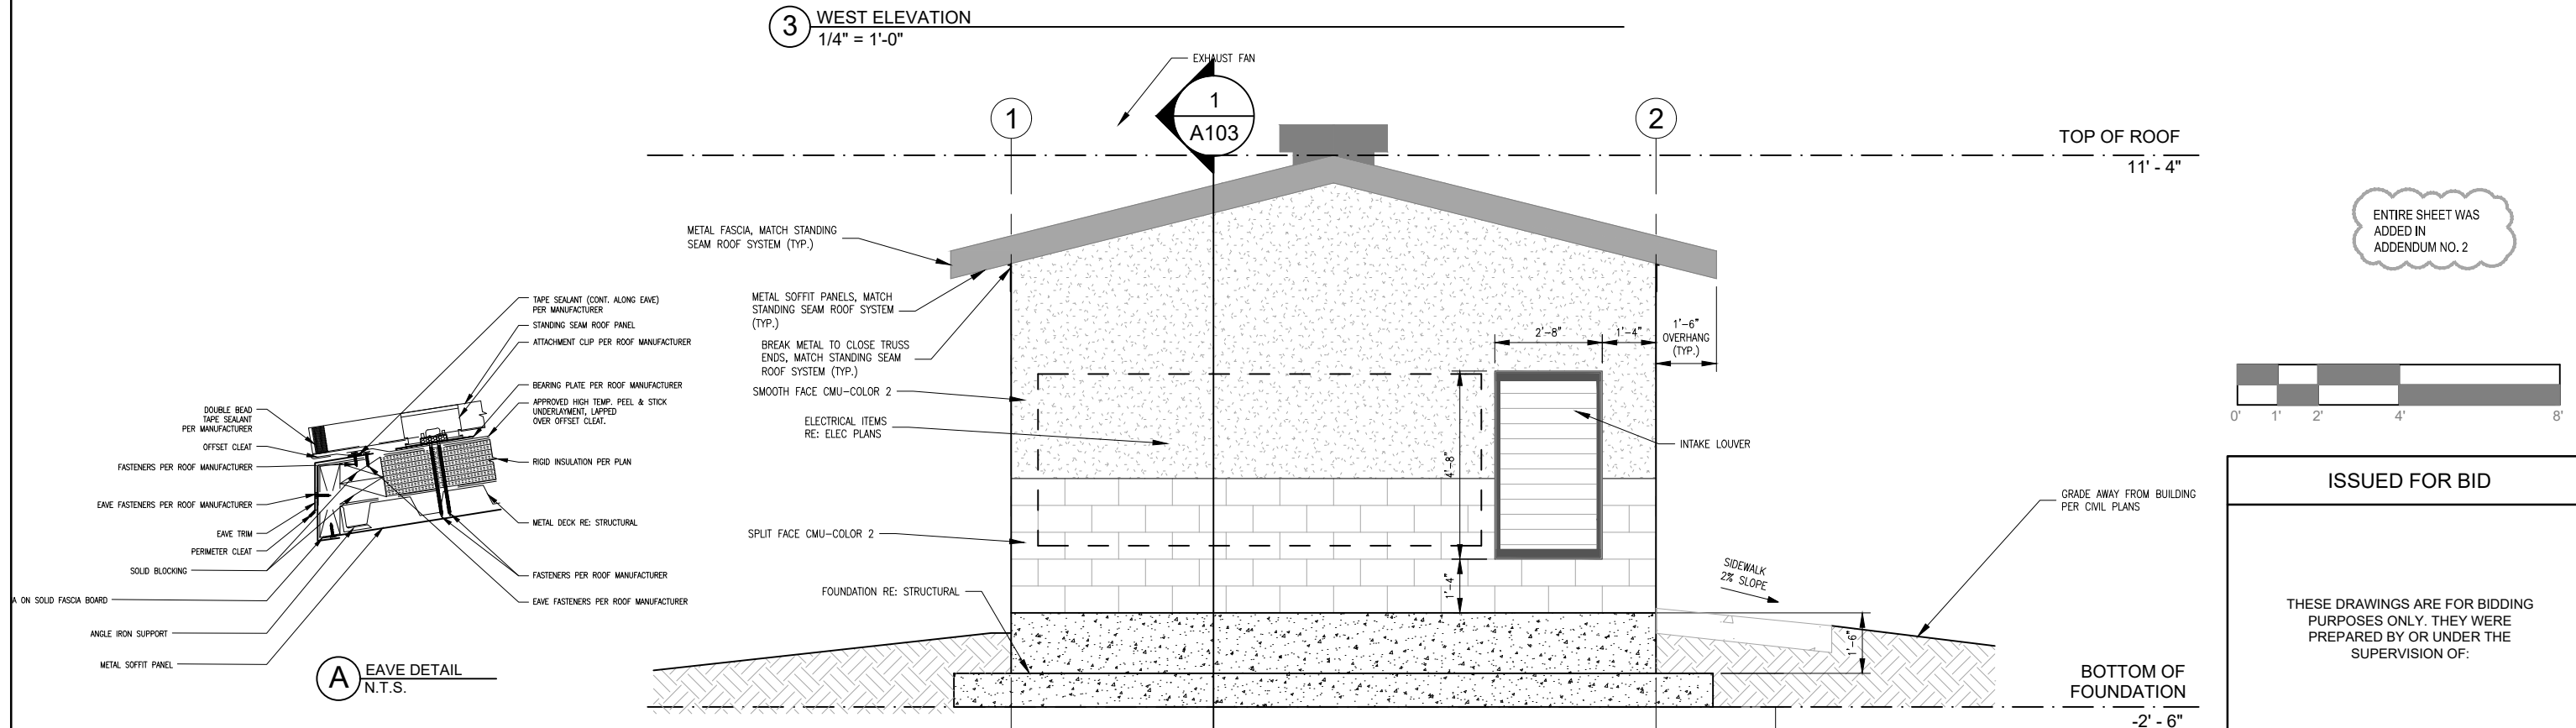 3 WEST ELEVATION
1/4" = 1'-0"
EXHAUST FAN
1
A103
1
2
TOP OF ROOF
11' - 4"
ENTIRE SHEET WAS
ADDED IN
ADDENDUM NO. 2
METAL FASCIA, MATCH STANDING
SEAM ROOF SYSTEM (TYP.)
METAL SOFFIT PANELS, MATCH
STANDING SEAM ROOF SYSTEM
(TYP.)
BREAK METAL TO CLOSE TRUSS
ENDS, MATCH STANDING SEAM
ROOF SYSTEM (TYP.)
SMOOTH FACE CMU-COLOR 2
ELECTRICAL ITEMS
RE: ELEC PLANS
SPLIT FACE CMU-COLOR 2
FOUNDATION RE: STRUCTURAL
2'-8"
1'-4"
1'-6"
OVERHANG
(TYP.)
4'-8"
1'-4"
INTAKE LOUVER
SIDEWALK
2% SLOPE
1'-6"
GRADE AWAY FROM BUILDING
PER CIVIL PLANS
BOTTOM OF
FOUNDATION
-2' - 6"
TAPE SEALANT (CONT. ALONG EAVE)
PER MANUFACTURER
STANDING SEAM ROOF PANEL
ATTACHMENT CLIP PER ROOF MANUFACTURER
BEARING PLATE PER ROOF MANUFACTURER
APPROVED HIGH TEMP. PEEL & STICK
UNDERLAYMENT, LAPPED
OVER OFFSET CLEAT.
RIGID INSULATION PER PLAN
METAL DECK RE: STRUCTURAL
FASTENERS PER ROOF MANUFACTURER
EAVE FASTENERS PER ROOF MANUFACTURER
DOUBLE BEAD
TAPE SEALANT
PER MANUFACTURER
OFFSET CLEAT
FASTENERS PER ROOF MANUFACTURER
EAVE FASTENERS PER ROOF MANUFACTURER
EAVE TRIM
PERIMETER CLEAT
SOLID BLOCKING
A ON SOLID FASCIA BOARD
ANGLE IRON SUPPORT
METAL SOFFIT PANEL
A EAVE DETAIL
N.T.S.
0' 1' 2' 4' 8'
ISSUED FOR BID
THESE DRAWINGS ARE FOR BIDDING
PURPOSES ONLY. THEY WERE
PREPARED BY OR UNDER THE
SUPERVISION OF: